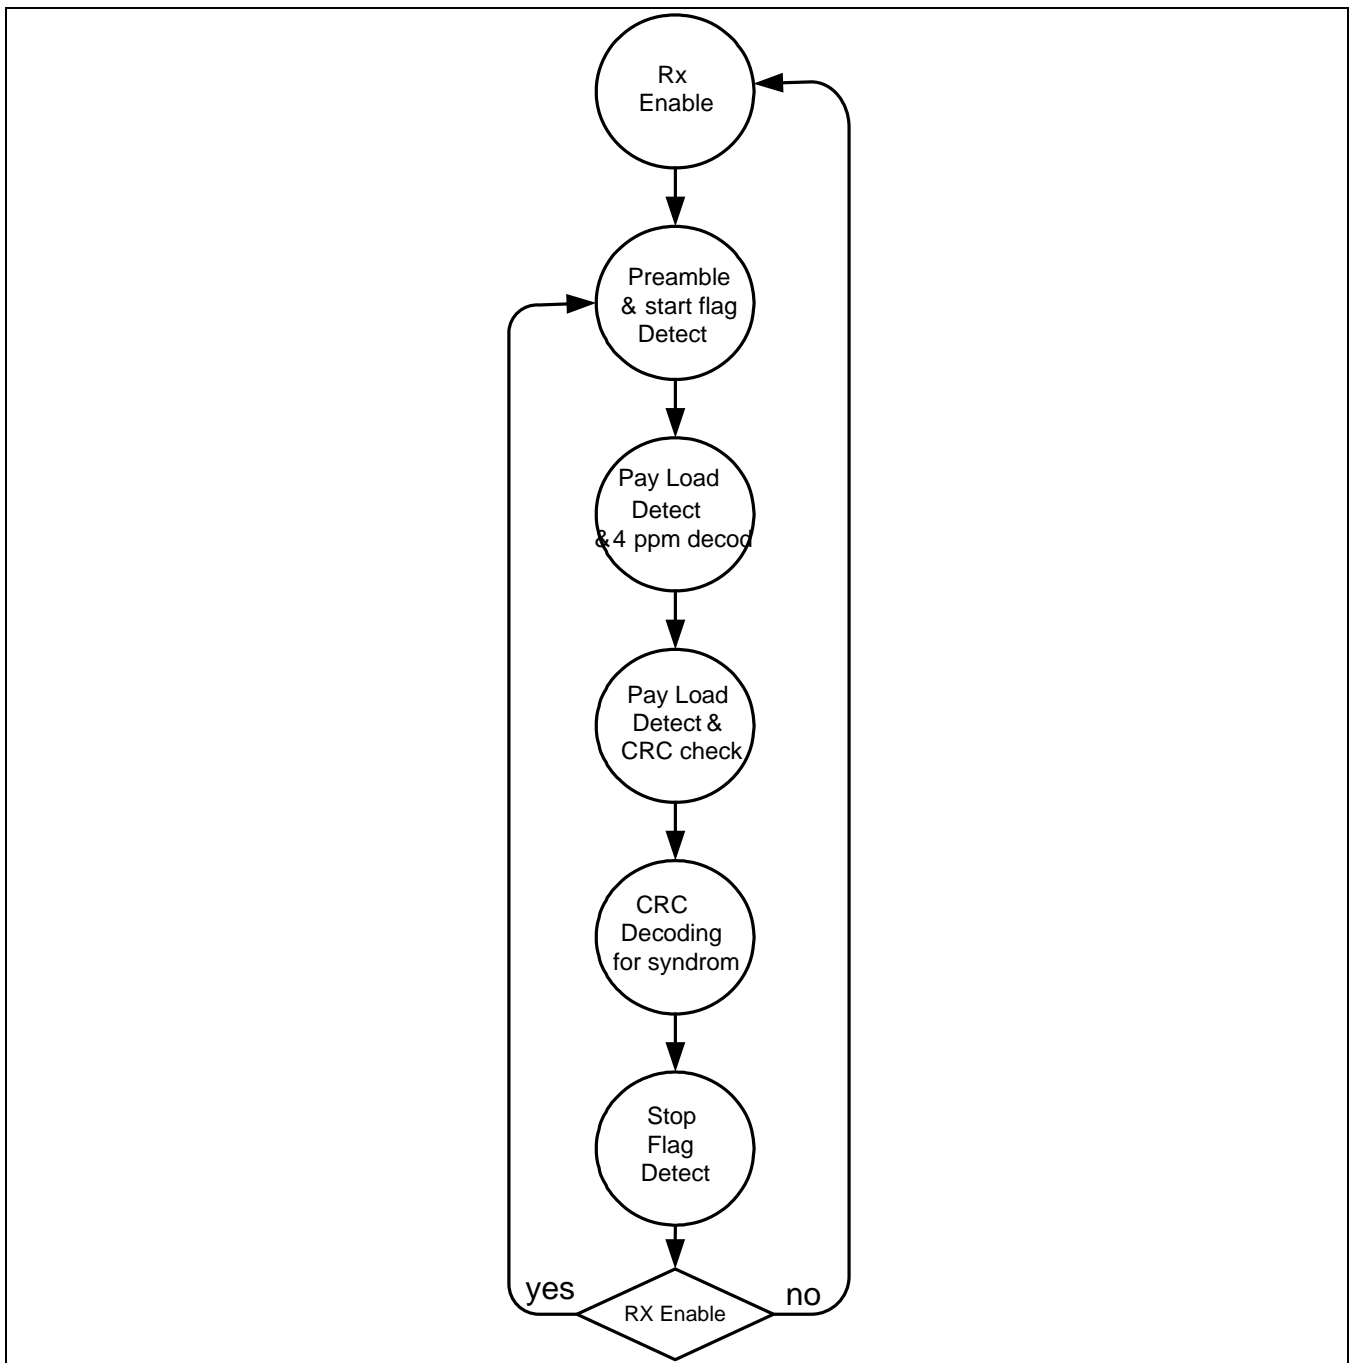 Rx
Enable
Preamble
& start flag
Detect
Pay Load
Detect
&4 ppm decod
Pay Load
Detect &
CRC check
CRC
Decoding
for syndrom
Stop
Flag
Detect
yes
RX Enable
no